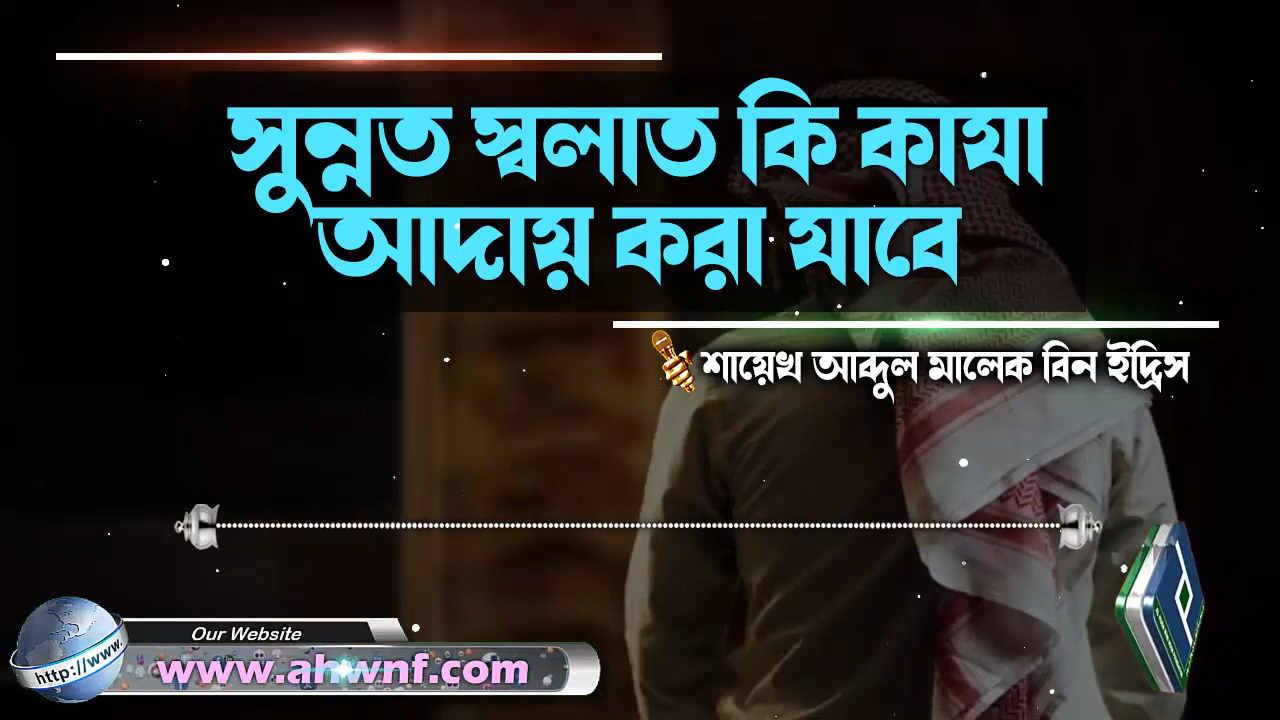 সুন্নত স্বলাত কি কাযা
আদায় করা যাবে
শায়েখ আব্দুল মালেক বিন ইদ্রিস
Our Website
http://www.
www.ahwnf.com